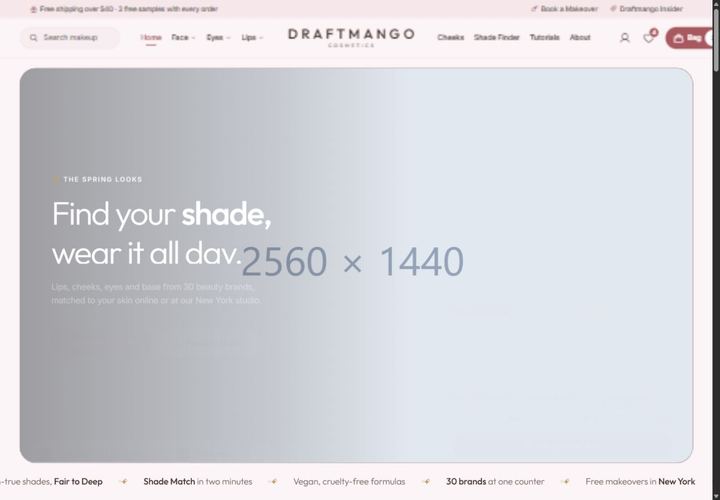 Free shipping over $40 · 2 free samples with every order
Book a Makeover
Draftmango Insider
Search makeup
Home
Face
Eyes
Lips
DRAFTMANGO
COSMETICS
Cheeks
Shade Finder
Tutorials
About
4
Bag
THE SPRING LOOKS
Find your shade,
wear it all day.
2560 × 1440
Lips, cheeks, eyes and base from 30 beauty brands,
matched to your skin online or at our New York studio.
-true shades, Fair to Deep
Shade Match in two minutes
Vegan, cruelty-free formulas
30 brands at one counter
Free makeovers in New York